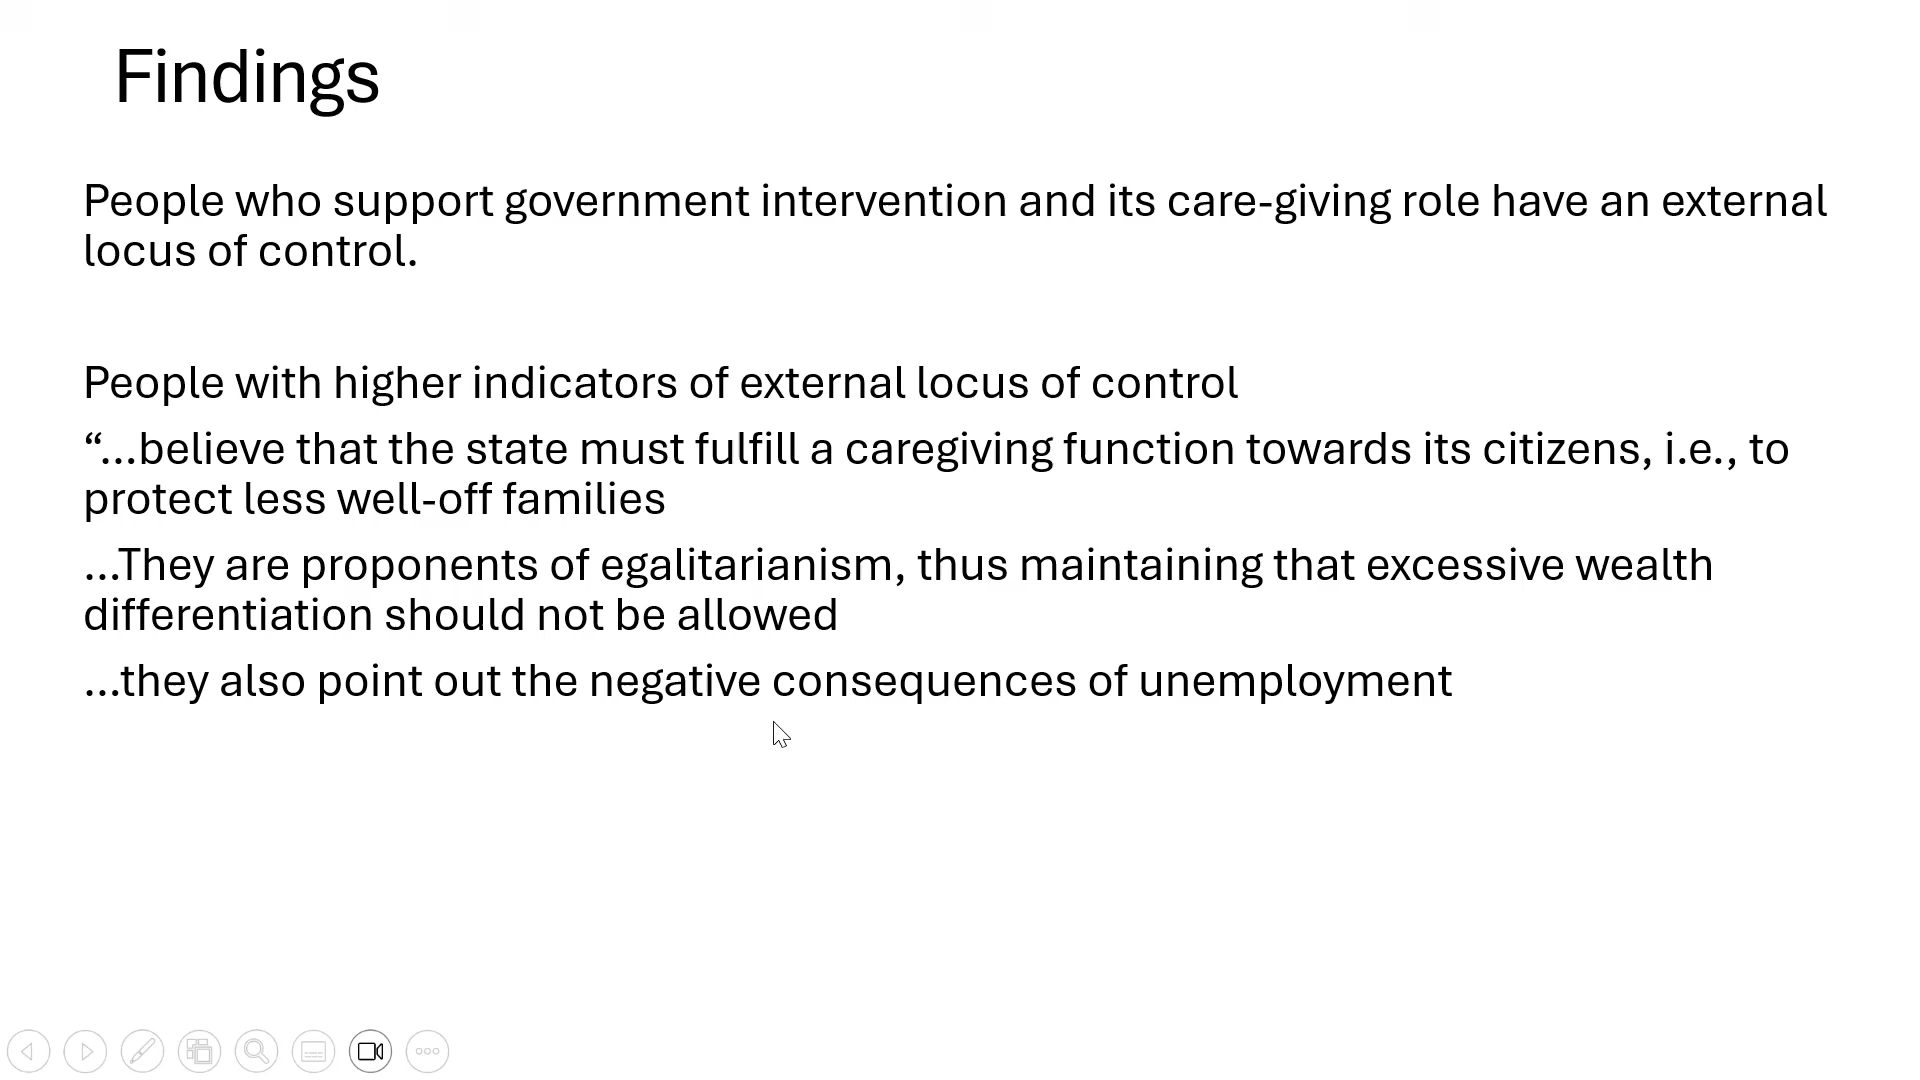 Findings
People who support government intervention and its care-giving role have an external
locus of control.
People with higher indicators of external locus of control
“…believe that the state must fulfill a caregiving function towards its citizens, i.e., to
protect less well-off families
…They are proponents of egalitarianism, thus maintaining that excessive wealth
differentiation should not be allowed
…they also point out the negative consequences of unemployment